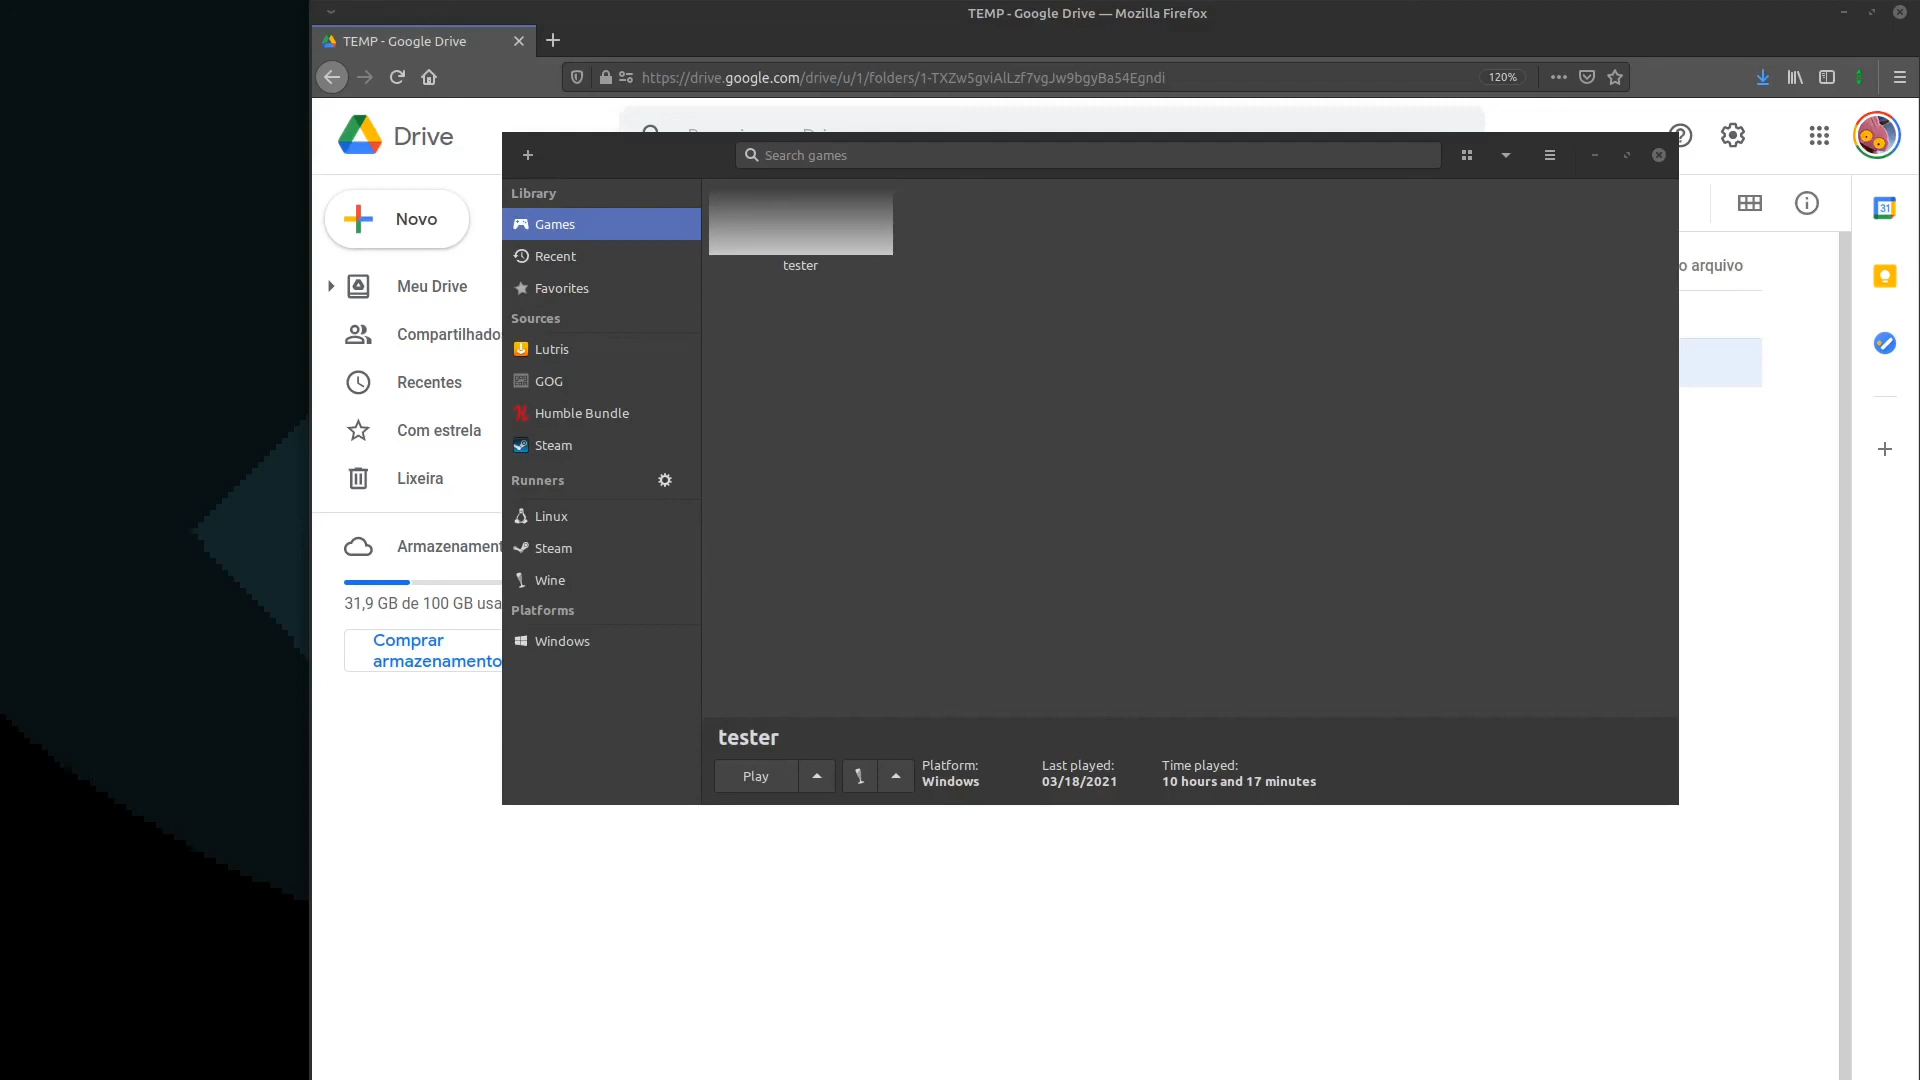 TEMP - Google Drive — Mozilla Firefox
TEMP - Google Drive
https://drive.google.com/drive/u/1/folders/1-TXZw5gviAlLzf7vgJw9bgyBa54Egndi
120%
Drive
Search games
Novo
Library
Games
Recent
Favorites
Sources
Lutris
GOG
Humble Bundle
Steam
Runners
Linux
Steam
Wine
Platforms
Windows
tester
Meu Drive
Compartilhado
Recentes
Com estrela
Lixeira
Armazenament
31,9 GB de 100 GB usa
Comprar
armazenamento
o arquivo
31
tester
Play
Platform:
Windows
Last played:
03/18/2021
Time played:
10 hours and 17 minutes